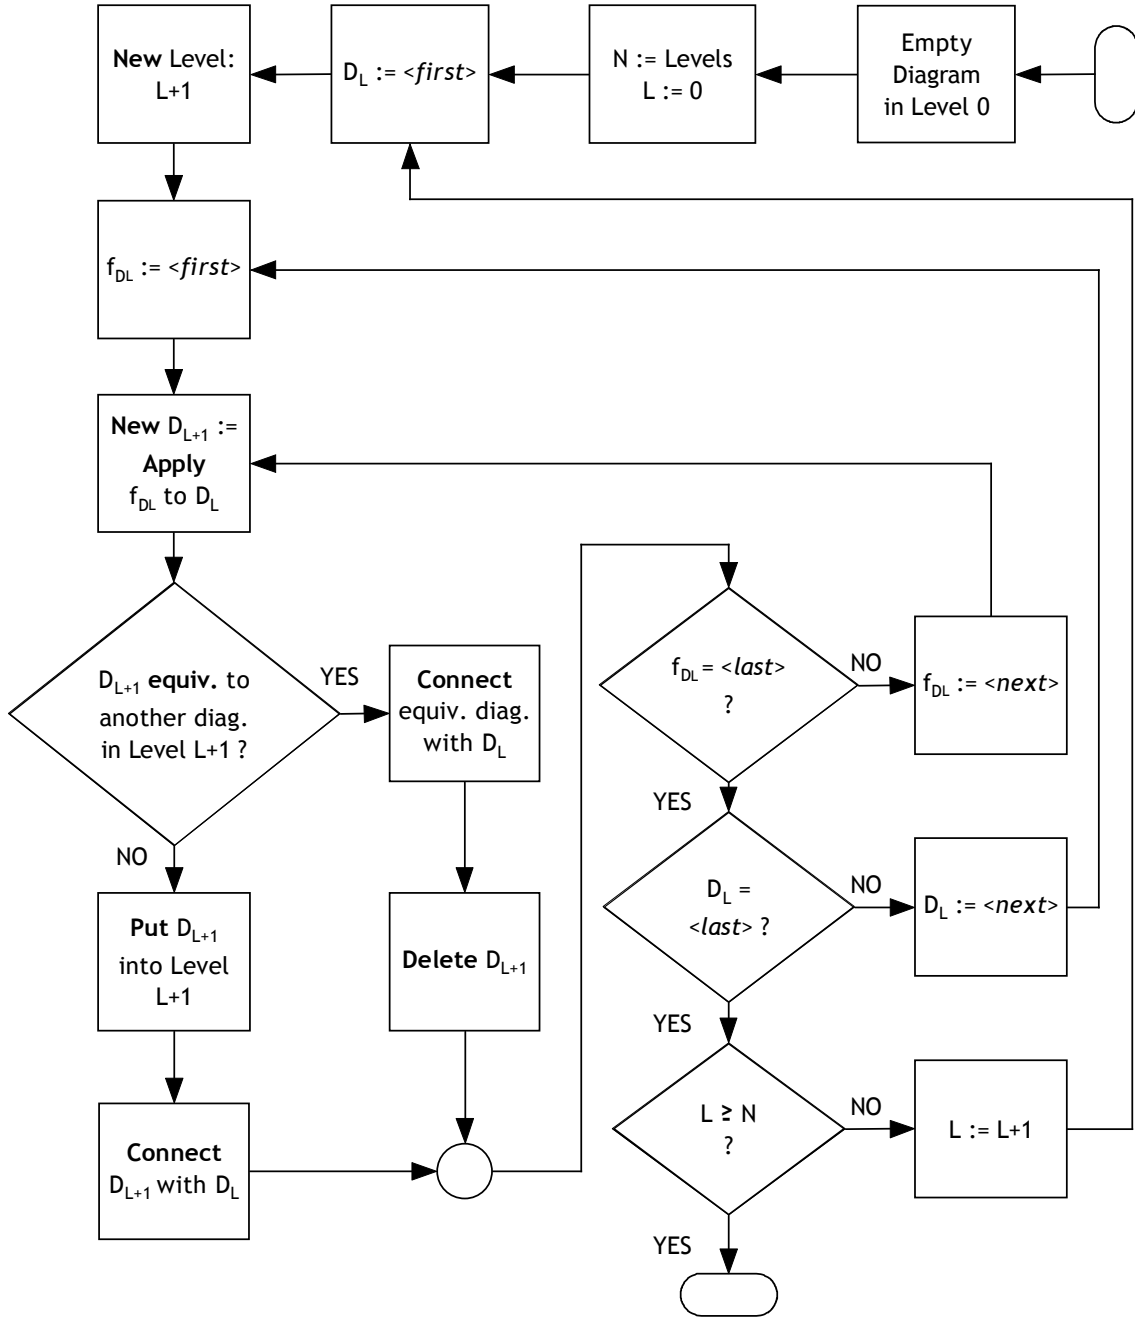 New Level:
L+1
D_L := <first>
N := Levels
L := 0
Empty
Diagram
in Level 0
f_DL := <first>
New D_L+1 :=
Apply
f_DL to D_L
D_L+1 equiv. to
another diag.
in Level L+1 ?
YES
Connect
equiv. diag.
with D_L
NO
Put D_L+1
into Level
L+1
Delete D_L+1
Connect
D_L+1 with D_L
f_DL = <last>
?
NO
f_DL := <next>
YES
D_L =
<last> ?
NO
D_L := <next>
YES
L ≥ N
?
NO
L := L+1
YES